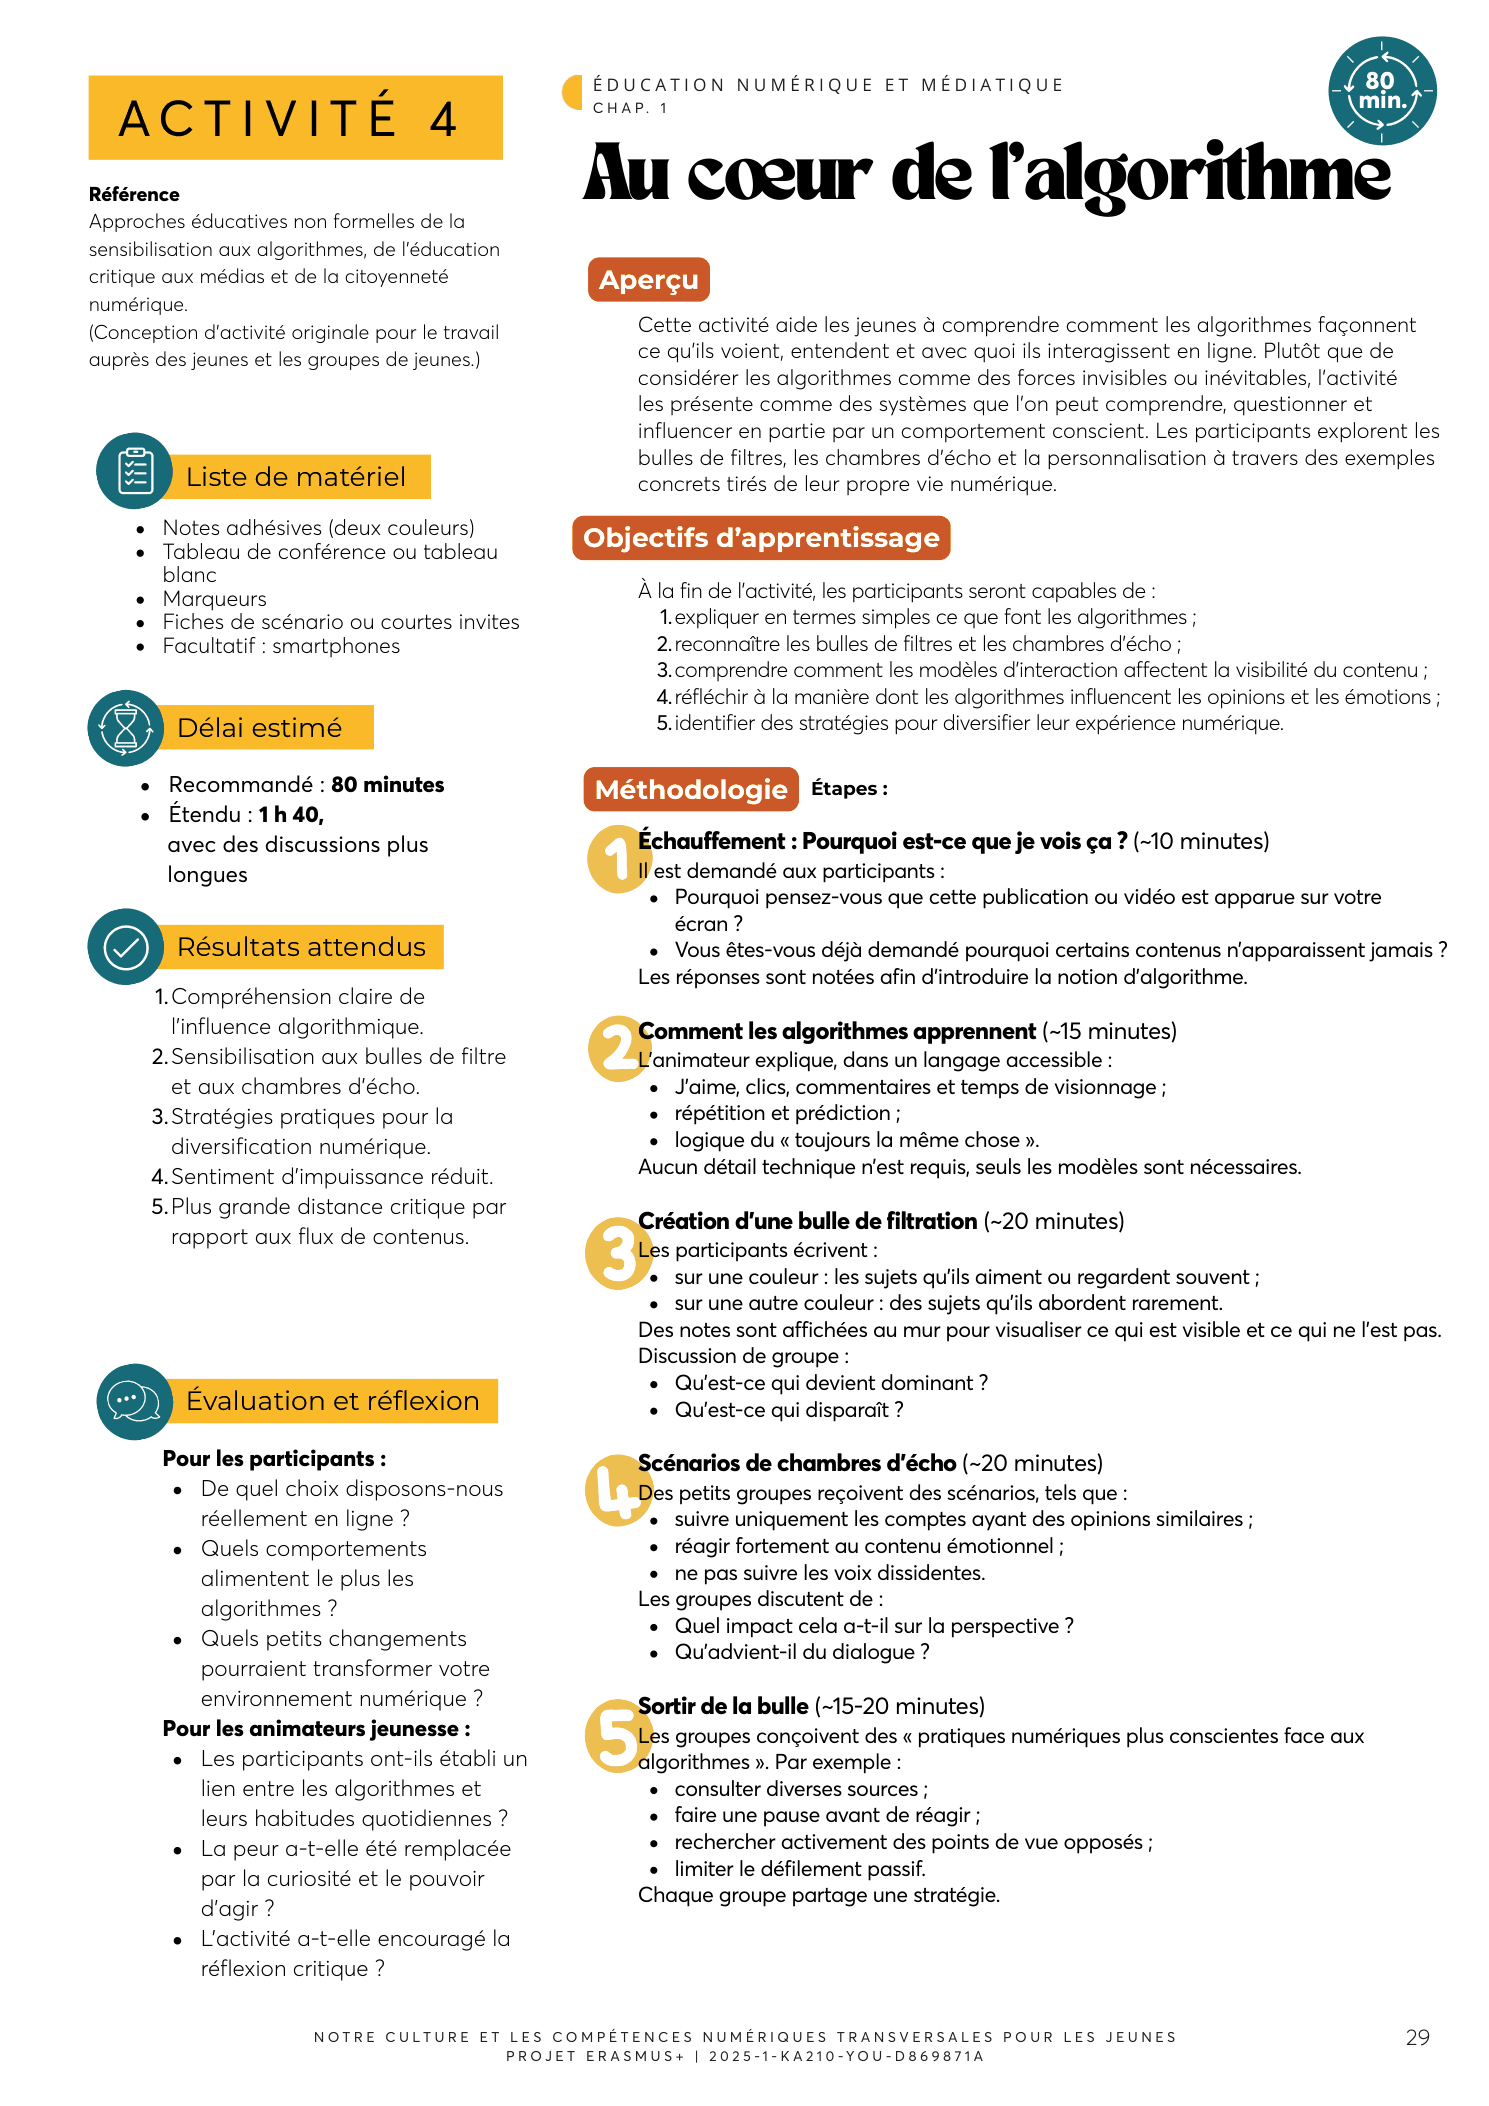 ACTIVITÉ 4
Référence
Approches éducatives non formelles de la
sensibilisation aux algorithmes, de l'éducation
critique aux médias et de la citoyenneté
numérique.
(Conception d'activité originale pour le travail
auprès des jeunes et les groupes de jeunes.)
Liste de matériel
• Notes adhésives (deux couleurs)
• Tableau de conférence ou tableau
blanc
• Marqueurs
• Fiches de scénario ou courtes invites
• Facultatif : smartphones
Délai estimé
• Recommandé : 80 minutes
• Étendu : 1 h 40,
avec des discussions plus
longues
Résultats attendus
1. Compréhension claire de
l'influence algorithmique.
2. Sensibilisation aux bulles de filtre
et aux chambres d'écho.
3. Stratégies pratiques pour la
diversification numérique.
4. Sentiment d'impuissance réduit.
5. Plus grande distance critique par
rapport aux flux de contenus.
Évaluation et réflexion
Pour les participants :
• De quel choix disposons-nous
réellement en ligne ?
• Quels comportements
alimentent le plus les
algorithmes ?
• Quels petits changements
pourraient transformer votre
environnement numérique ?
Pour les animateurs jeunesse :
• Les participants ont-ils établi un
lien entre les algorithmes et
leurs habitudes quotidiennes ?
• La peur a-t-elle été remplacée
par la curiosité et le pouvoir
d'agir ?
• L'activité a-t-elle encouragé la
réflexion critique ?
ÉDUCATION NUMÉRIQUE ET MÉDIATIQUE
CHAP. 1
80
min.
Au cœur de l'algorithme
Aperçu
Cette activité aide les jeunes à comprendre comment les algorithmes façonnent
ce qu'ils voient, entendent et avec quoi ils interagissent en ligne. Plutôt que de
considérer les algorithmes comme des forces invisibles ou inévitables, l'activité
les présente comme des systèmes que l'on peut comprendre, questionner et
influencer en partie par un comportement conscient. Les participants explorent les
bulles de filtres, les chambres d'écho et la personnalisation à travers des exemples
concrets tirés de leur propre vie numérique.
Objectifs d'apprentissage
À la fin de l'activité, les participants seront capables de :
1. expliquer en termes simples ce que font les algorithmes ;
2. reconnaître les bulles de filtres et les chambres d'écho ;
3. comprendre comment les modèles d'interaction affectent la visibilité du contenu ;
4. réfléchir à la manière dont les algorithmes influencent les opinions et les émotions ;
5. identifier des stratégies pour diversifier leur expérience numérique.
Méthodologie Étapes :
1 Échauffement : Pourquoi est-ce que je vois ça ? (~10 minutes)
Il est demandé aux participants :
• Pourquoi pensez-vous que cette publication ou vidéo est apparue sur votre
écran ?
• Vous êtes-vous déjà demandé pourquoi certains contenus n'apparaissent jamais ?
Les réponses sont notées afin d'introduire la notion d'algorithme.
2 Comment les algorithmes apprennent (~15 minutes)
L'animateur explique, dans un langage accessible :
• J'aime, clics, commentaires et temps de visionnage ;
• répétition et prédiction ;
• logique du « toujours la même chose ».
Aucun détail technique n'est requis, seuls les modèles sont nécessaires.
3 Création d'une bulle de filtration (~20 minutes)
Les participants écrivent :
• sur une couleur : les sujets qu'ils aiment ou regardent souvent ;
• sur une autre couleur : des sujets qu'ils abordent rarement.
Des notes sont affichées au mur pour visualiser ce qui est visible et ce qui ne l'est pas.
Discussion de groupe :
• Qu'est-ce qui devient dominant ?
• Qu'est-ce qui disparaît ?
4 Scénarios de chambres d'écho (~20 minutes)
Des petits groupes reçoivent des scénarios, tels que :
• suivre uniquement les comptes ayant des opinions similaires ;
• réagir fortement au contenu émotionnel ;
• ne pas suivre les voix dissidentes.
Les groupes discutent de :
• Quel impact cela a-t-il sur la perspective ?
• Qu'advient-il du dialogue ?
5 Sortir de la bulle (~15-20 minutes)
Les groupes conçoivent des « pratiques numériques plus conscientes face aux
algorithmes ». Par exemple :
• consulter diverses sources ;
• faire une pause avant de réagir ;
• rechercher activement des points de vue opposés ;
• limiter le défilement passif.
Chaque groupe partage une stratégie.
NOTRE CULTURE ET LES COMPÉTENCES NUMÉRIQUES TRANSVERSALES POUR LES JEUNES
PROJET ERASMUS+ | 2025-1-KA210-YOU-D869871A
29